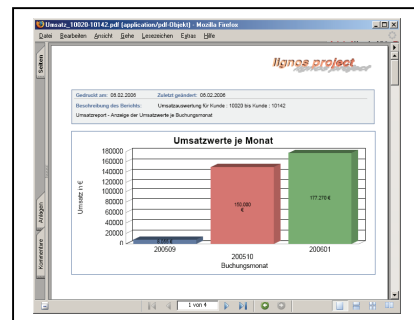 Umsatz_10020-10142.pdf (application/pdf-Objekt) - Mozilla Firefox
Datei Bearbeiten Ansicht Gehe Lesezeichen Extras Hilfe
lignos project
Seiten
Gedruckt am: 06.02.2006 Zuletzt geändert: 06.02.2006
Beschreibung des Berichts: Umsatzauswertung für Kunde : 10020 bis Kunde : 10142
Umsatzreport - Anzeige der Umsatzwerte je Buchungsmonat
Umsatzwerte je Monat
180000
160000
140000
120000
100000
80000
60000
40000
20000
0
Umsatz in €
150.000
€
177.270 €
200509
200510
200601
Buchungsmonat
Anlagen
Kommentare
1 von 4